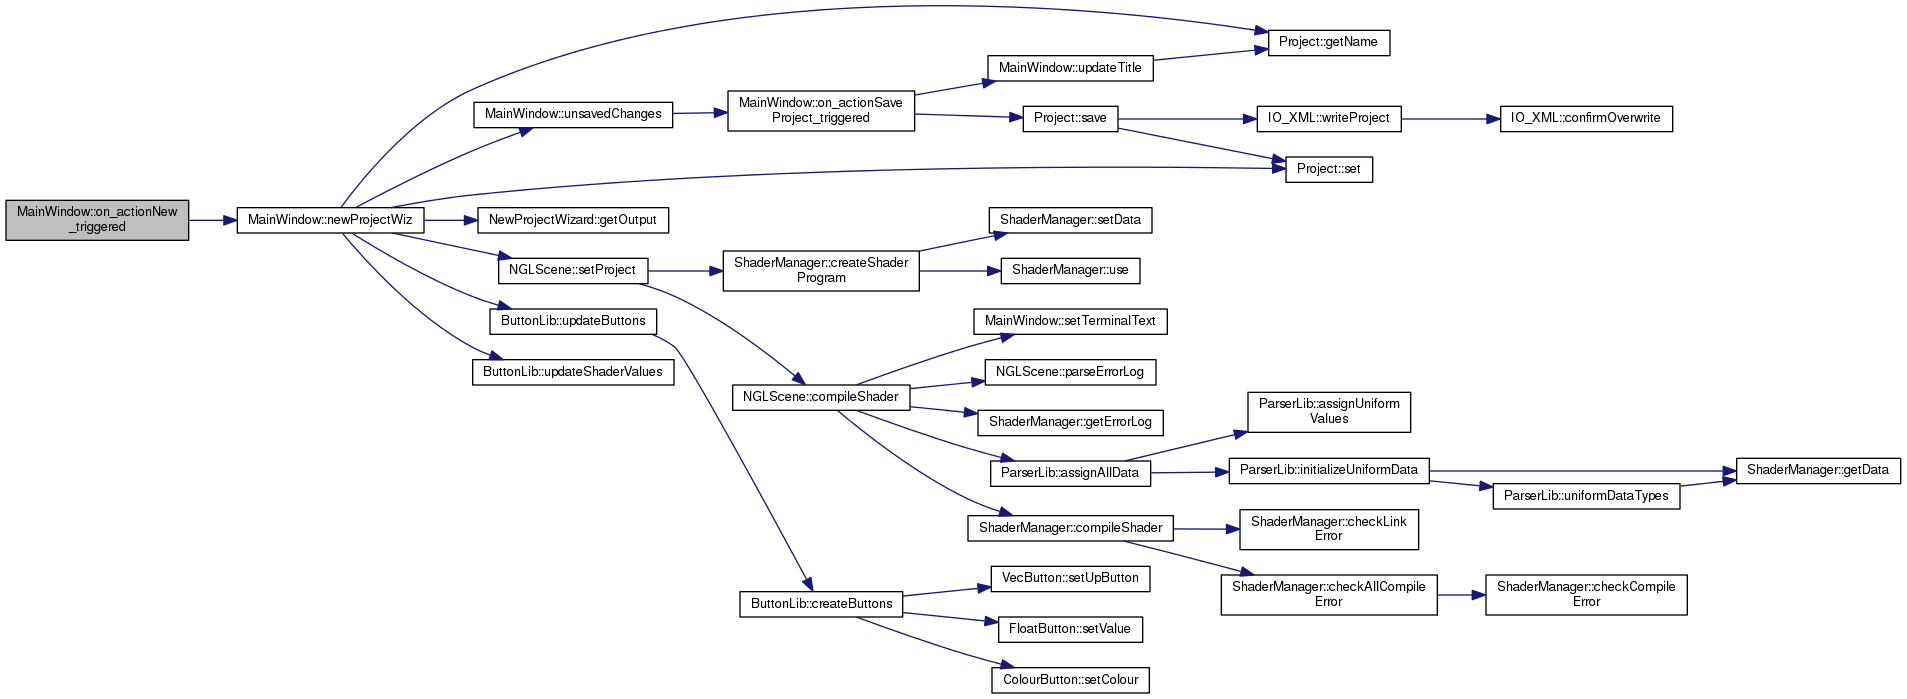 MainWindow::on_actionNew
_triggered
MainWindow::newProjectWiz
Project::getName
MainWindow::updateTitle
MainWindow::unsavedChanges
MainWindow::on_actionSave
Project_triggered
Project::save
IO_XML::writeProject
IO_XML::confirmOverwrite
Project::set
NewProjectWizard::getOutput
NGLScene::setProject
ShaderManager::createShader
Program
ShaderManager::setData
ShaderManager::use
ButtonLib::updateButtons
ButtonLib::updateShaderValues
MainWindow::setTerminalText
NGLScene::parseErrorLog
NGLScene::compileShader
ShaderManager::getErrorLog
ParserLib::assignAllData
ParserLib::assignUniform
Values
ParserLib::initializeUniformData
ParserLib::uniformDataTypes
ShaderManager::getData
ShaderManager::compileShader
ShaderManager::checkLink
Error
ShaderManager::checkAllCompile
Error
ShaderManager::checkCompile
Error
ButtonLib::createButtons
VecButton::setUpButton
FloatButton::setValue
ColourButton::setColour